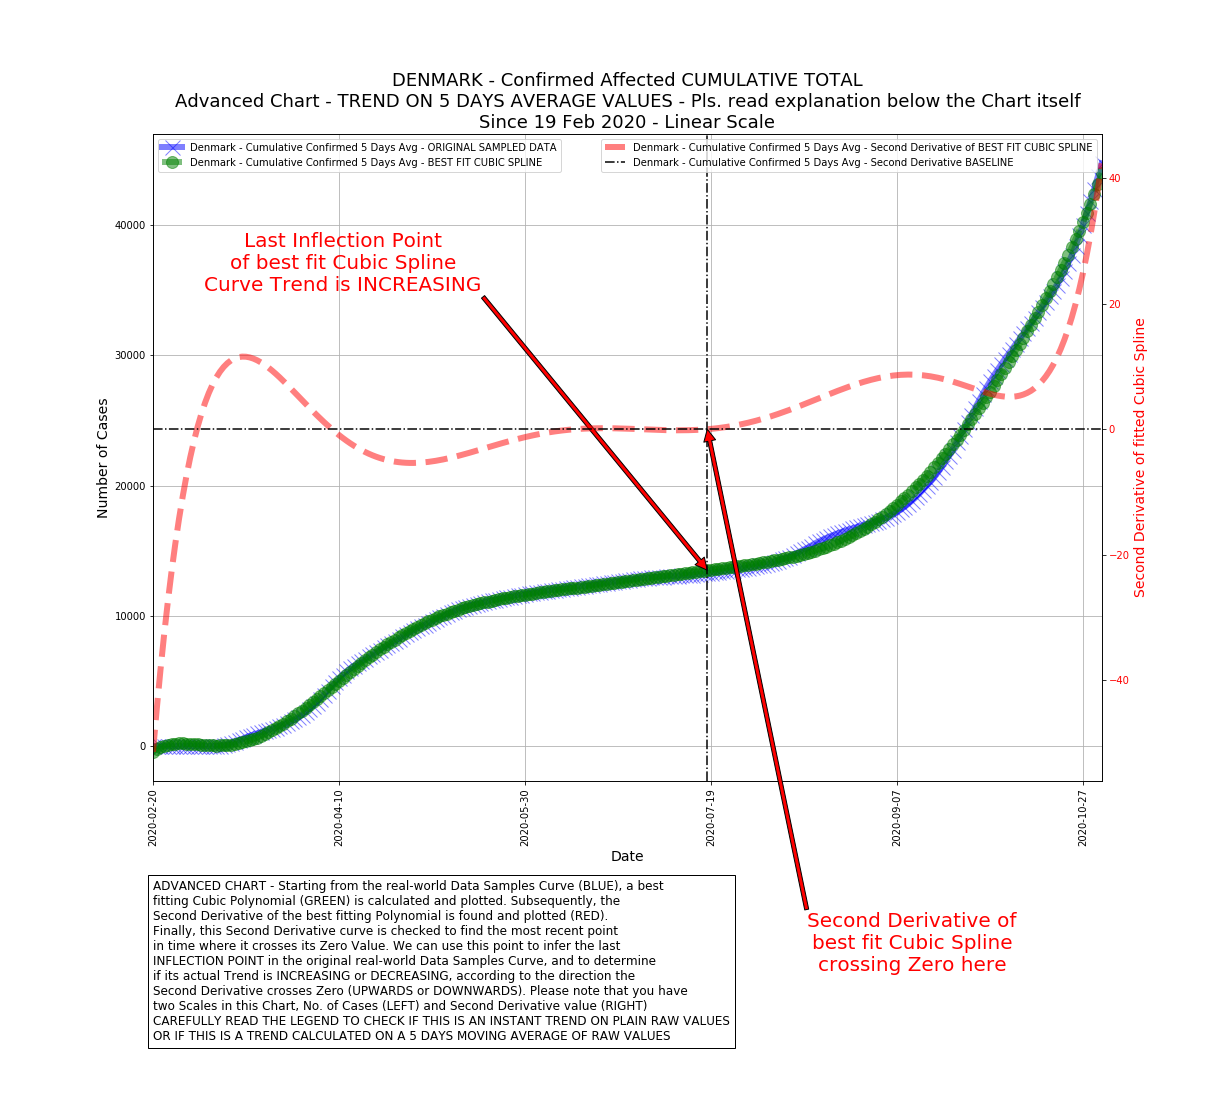 DENMARK - Confirmed Affected CUMULATIVE TOTAL
Advanced Chart - TREND ON 5 DAYS AVERAGE VALUES - Pls. read explanation below the Chart itself
Since 19 Feb 2020 - Linear Scale
Denmark - Cumulative Confirmed 5 Days Avg - ORIGINAL SAMPLED DATA
Denmark - Cumulative Confirmed 5 Days Avg - BEST FIT CUBIC SPLINE
Denmark - Cumulative Confirmed 5 Days Avg - Second Derivative of BEST FIT CUBIC SPLINE
Denmark - Cumulative Confirmed 5 Days Avg - Second Derivative BASELINE
Last Inflection Point
of best fit Cubic Spline
Curve Trend is INCREASING
Number of Cases
40000
30000
20000
10000
0
40
20
0
−20
−40
Second Derivative of fitted Cubic Spline
2020-02-20
2020-04-10
2020-05-30
2020-07-19
2020-09-07
2020-10-27
Date
ADVANCED CHART - Starting from the real-world Data Samples Curve (BLUE), a best
fitting Cubic Polynomial (GREEN) is calculated and plotted. Subsequently, the
Second Derivative of the best fitting Polynomial is found and plotted (RED).
Finally, this Second Derivative curve is checked to find the most recent point
in time where it crosses its Zero Value. We can use this point to infer the last
INFLECTION POINT in the original real-world Data Samples Curve, and to determine
if its actual Trend is INCREASING or DECREASING, according to the direction the
Second Derivative crosses Zero (UPWARDS or DOWNWARDS). Please note that you have
two Scales in this Chart, No. of Cases (LEFT) and Second Derivative value (RIGHT)
CAREFULLY READ THE LEGEND TO CHECK IF THIS IS AN INSTANT TREND ON PLAIN RAW VALUES
OR IF THIS IS A TREND CALCULATED ON A 5 DAYS MOVING AVERAGE OF RAW VALUES
Second Derivative of
best fit Cubic Spline
crossing Zero here